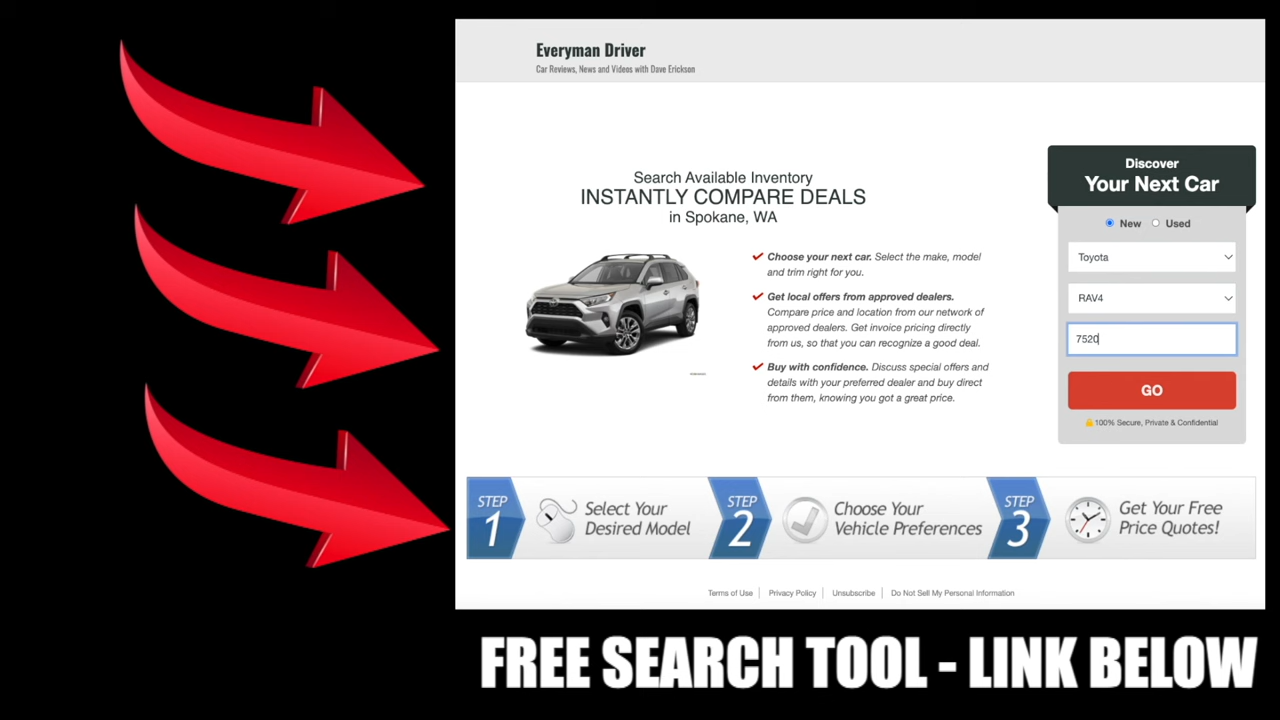 Everyman Driver
Car Reviews, News and Videos with Dave Erickson
Search Available Inventory
INSTANTLY COMPARE DEALS
in Spokane, WA
Choose your next car. Select the make, model
and trim right for you.
Get local offers from approved dealers.
Compare price and location from our network of
approved dealers. Get invoice pricing directly
from us, so that you can recognize a good deal.
Buy with confidence. Discuss special offers and
details with your preferred dealer and buy direct
from them, knowing you got a great price.
Discover
Your Next Car
New Used
Toyota
RAV4
7520
GO
100% Secure, Private & Confidential
STEP
1
Select Your
Desired Model
STEP
2
Choose Your
Vehicle Preferences
STEP
3
Get Your Free
Price Quotes!
Terms of Use | Privacy Policy | Unsubscribe | Do Not Sell My Personal Information
FREE SEARCH TOOL - LINK BELOW